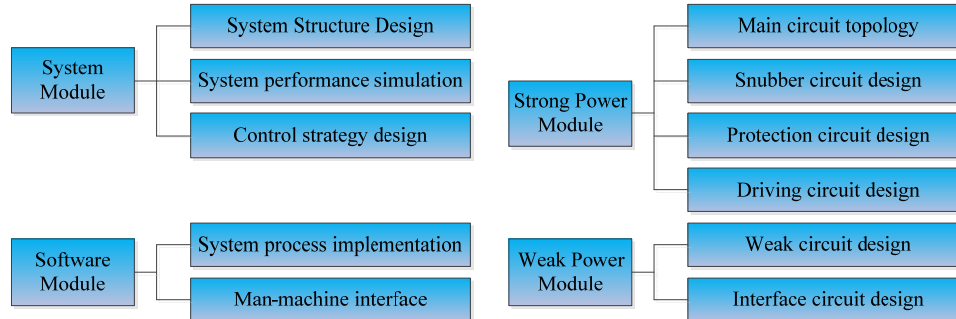 System
Module
System Structure Design
System performance simulation
Control strategy design
Strong Power
Module
Main circuit topology
Snubber circuit design
Protection circuit design
Driving circuit design
Software
Module
System process implementation
Man-machine interface
Weak Power
Module
Weak circuit design
Interface circuit design